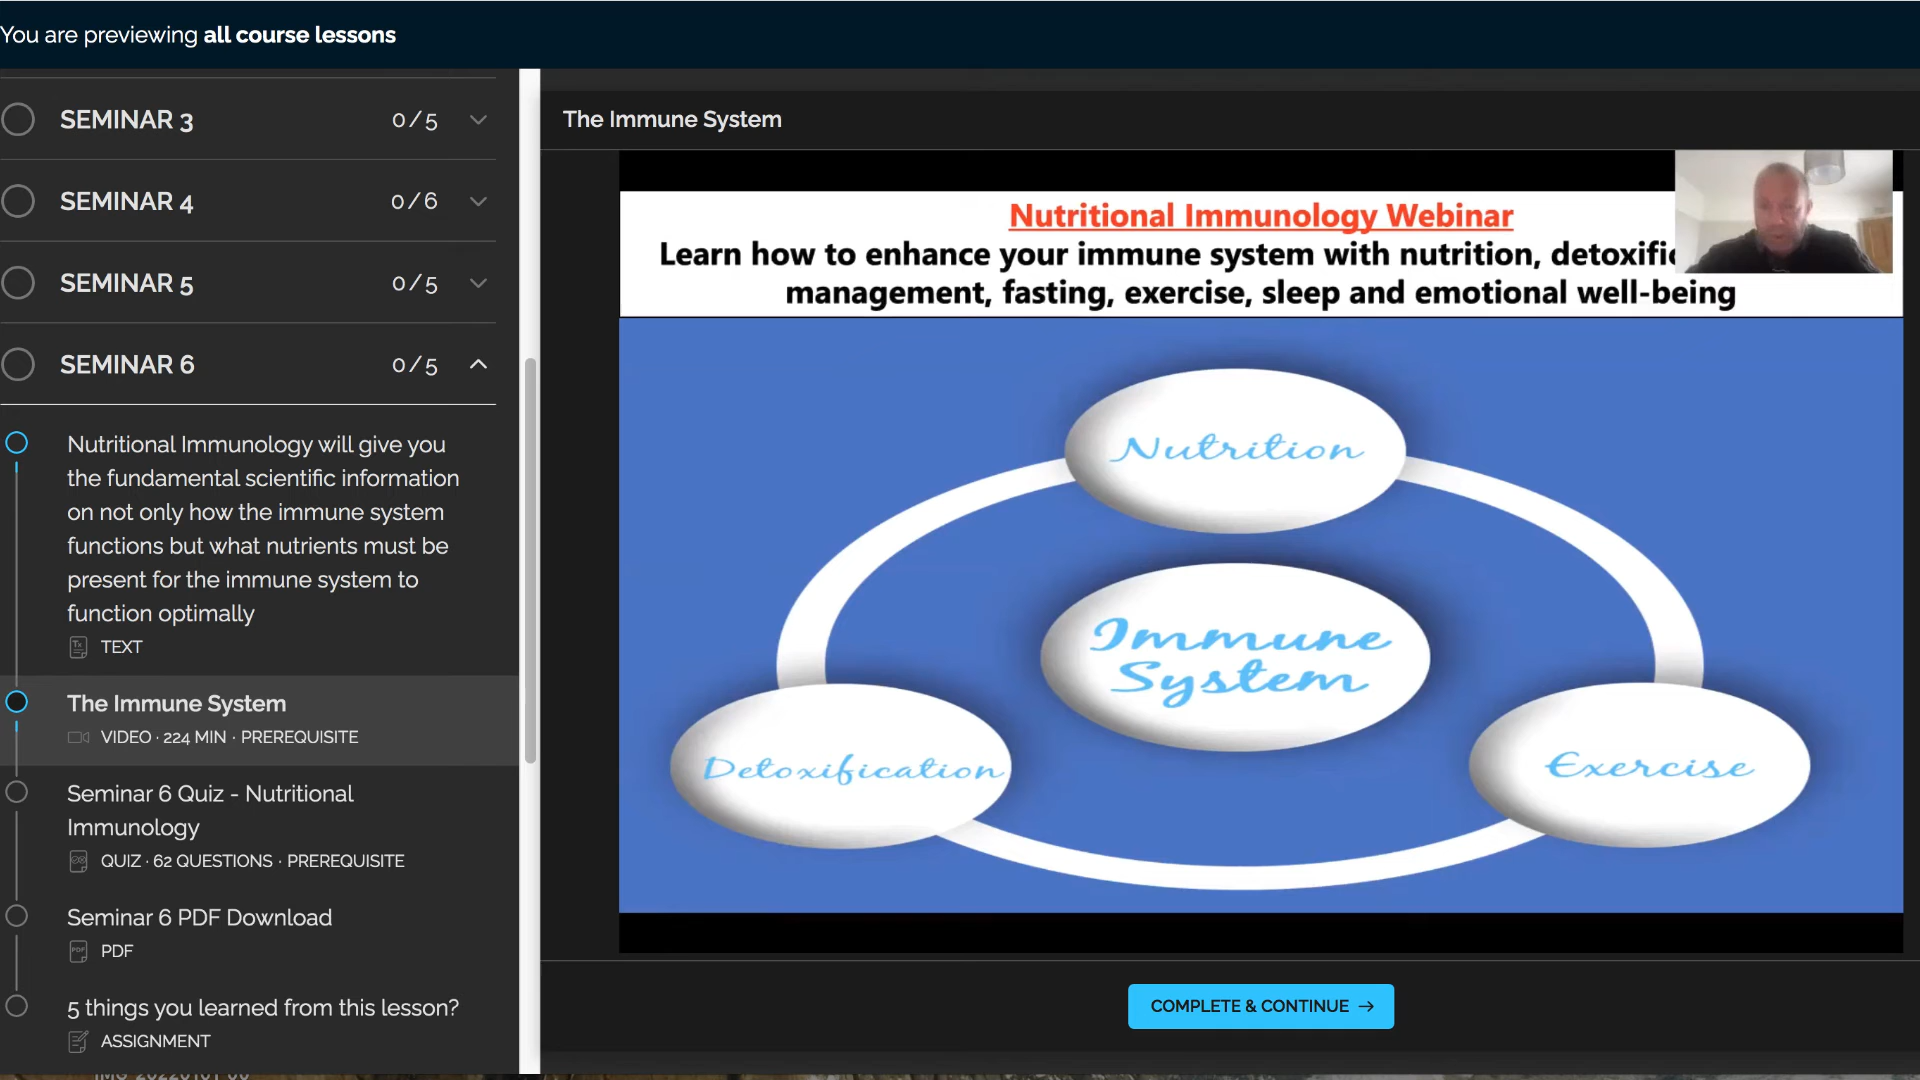 You are previewing all course lessons
SEMINAR 3 0/5
SEMINAR 4 0/6
SEMINAR 5 0/5
SEMINAR 6 0/5
Nutritional Immunology will give you
the fundamental scientific information
on not only how the immune system
functions but what nutrients must be
present for the immune system to
function optimally
TEXT
The Immune System
VIDEO · 224 MIN · PREREQUISITE
Seminar 6 Quiz - Nutritional
Immunology
QUIZ · 62 QUESTIONS · PREREQUISITE
Seminar 6 PDF Download
PDF
5 things you learned from this lesson?
ASSIGNMENT
The Immune System
Nutritional Immunology Webinar
Learn how to enhance your immune system with nutrition, detoxific
management, fasting, exercise, sleep and emotional well-being
Nutrition
Immune
System
Detoxification
Exercise
COMPLETE & CONTINUE →